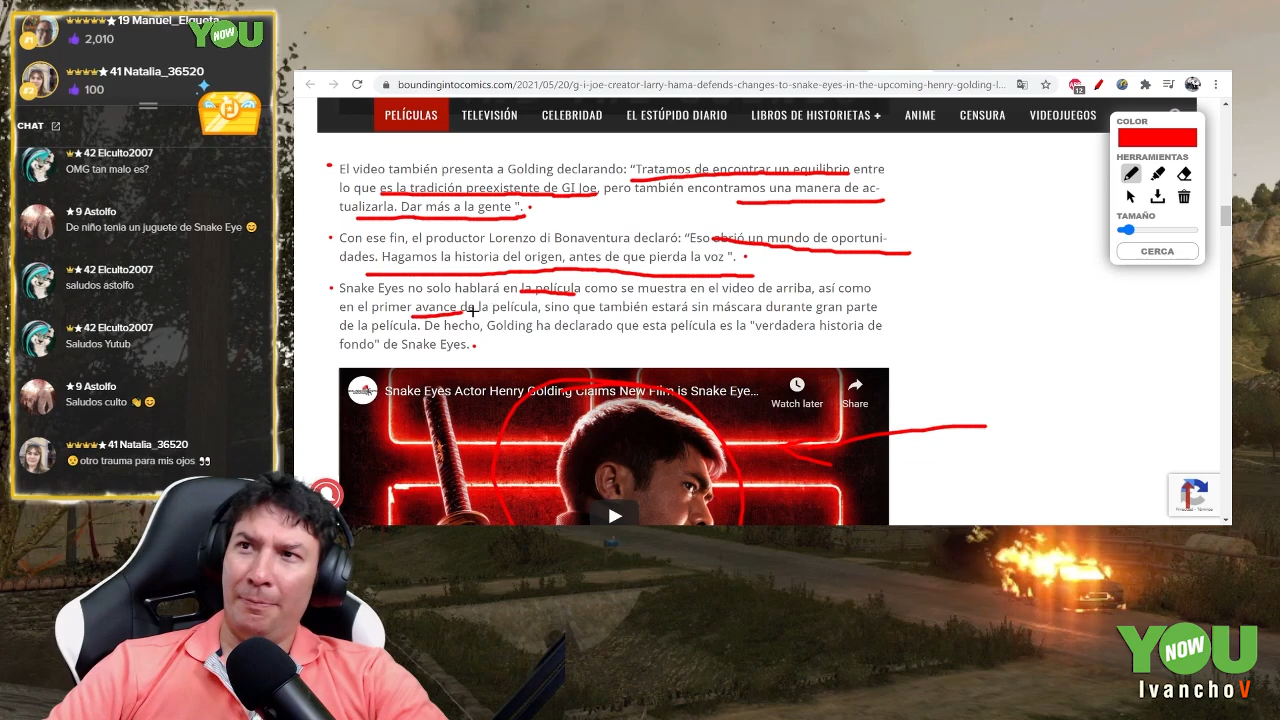 #1
★19 Manuel_Elqueta
2,010
YOU NOW
#2
★41 Natalia_36520
100
CHAT
★42 Elculto2007
OMG tan malo es?
★9 Astolfo
De niño tenia un juguete de Snake Eye 😊
★42 Elculto2007
saludos astolfo
★42 Elculto2007
Saludos Yutub
★9 Astolfo
Saludos culto 👏😊
★41 Natalia_36520
😟otro trauma para mis ojos 👀
boundingintocomics.com/2021/05/20/g-i-joe-creator-larry-hama-defends-changes-to-snake-eyes-in-the-upcoming-henry-golding-l...
12
PELÍCULAS TELEVISIÓN CELEBRIDAD EL ESTÚPIDO DIARIO LIBROS DE HISTORIETAS + ANIME CENSURA VIDEOJUEGOS
El video también presenta a Golding declarando: “Tratamos de encontrar un equilibrio entre
lo que es la tradición preexistente de GI Joe, pero también encontramos una manera de ac-
tualizarla. Dar más a la gente ".
Con ese fin, el productor Lorenzo di Bonaventura declaró: “Eso abrió un mundo de oportuni-
dades. Hagamos la historia del origen, antes de que pierda la voz ".
Snake Eyes no solo hablará en la película como se muestra en el video de arriba, así como
en el primer avance de la película, sino que también estará sin máscara durante gran parte
de la película. De hecho, Golding ha declarado que esta película es la "verdadera historia de
fondo" de Snake Eyes.
Snake Eyes Actor Henry Golding Claims New Film is Snake Eye...
Watch later
Share
COLOR
HERRAMIENTAS
TAMAÑO
CERCA
YOU NOW
IvanchoV